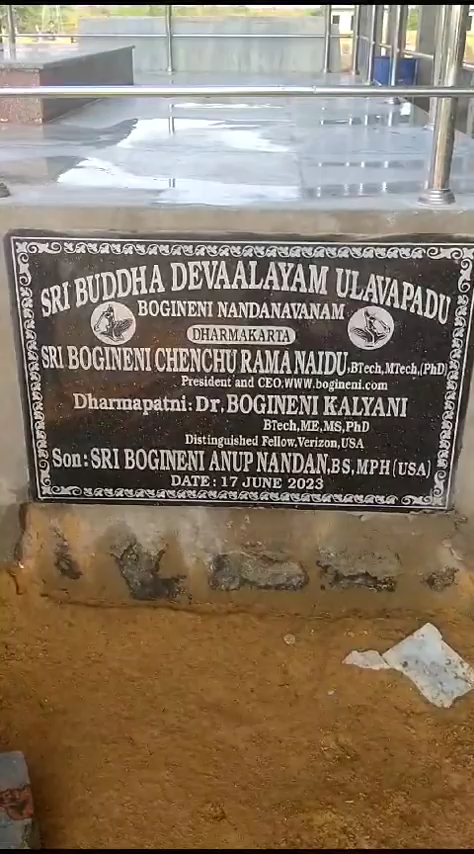 SRI BUDDHA DEVAALAYAM ULAVAPADU
BOGINENI NANDANAVANAM
DHARMAKARTA
SRI BOGINENI CHENCHU RAMA NAIDU,BTech,MTech,(PhD)
President and CEO,WWW.bogineni.com
Dharmapatni: Dr, BOGINENI KALYANI
BTech,ME,MS,PhD
Distinguished Fellow,Verizon,USA
Son: SRI BOGINENI ANUP NANDAN,BS,MPH(USA)
DATE: 17 JUNE 2023